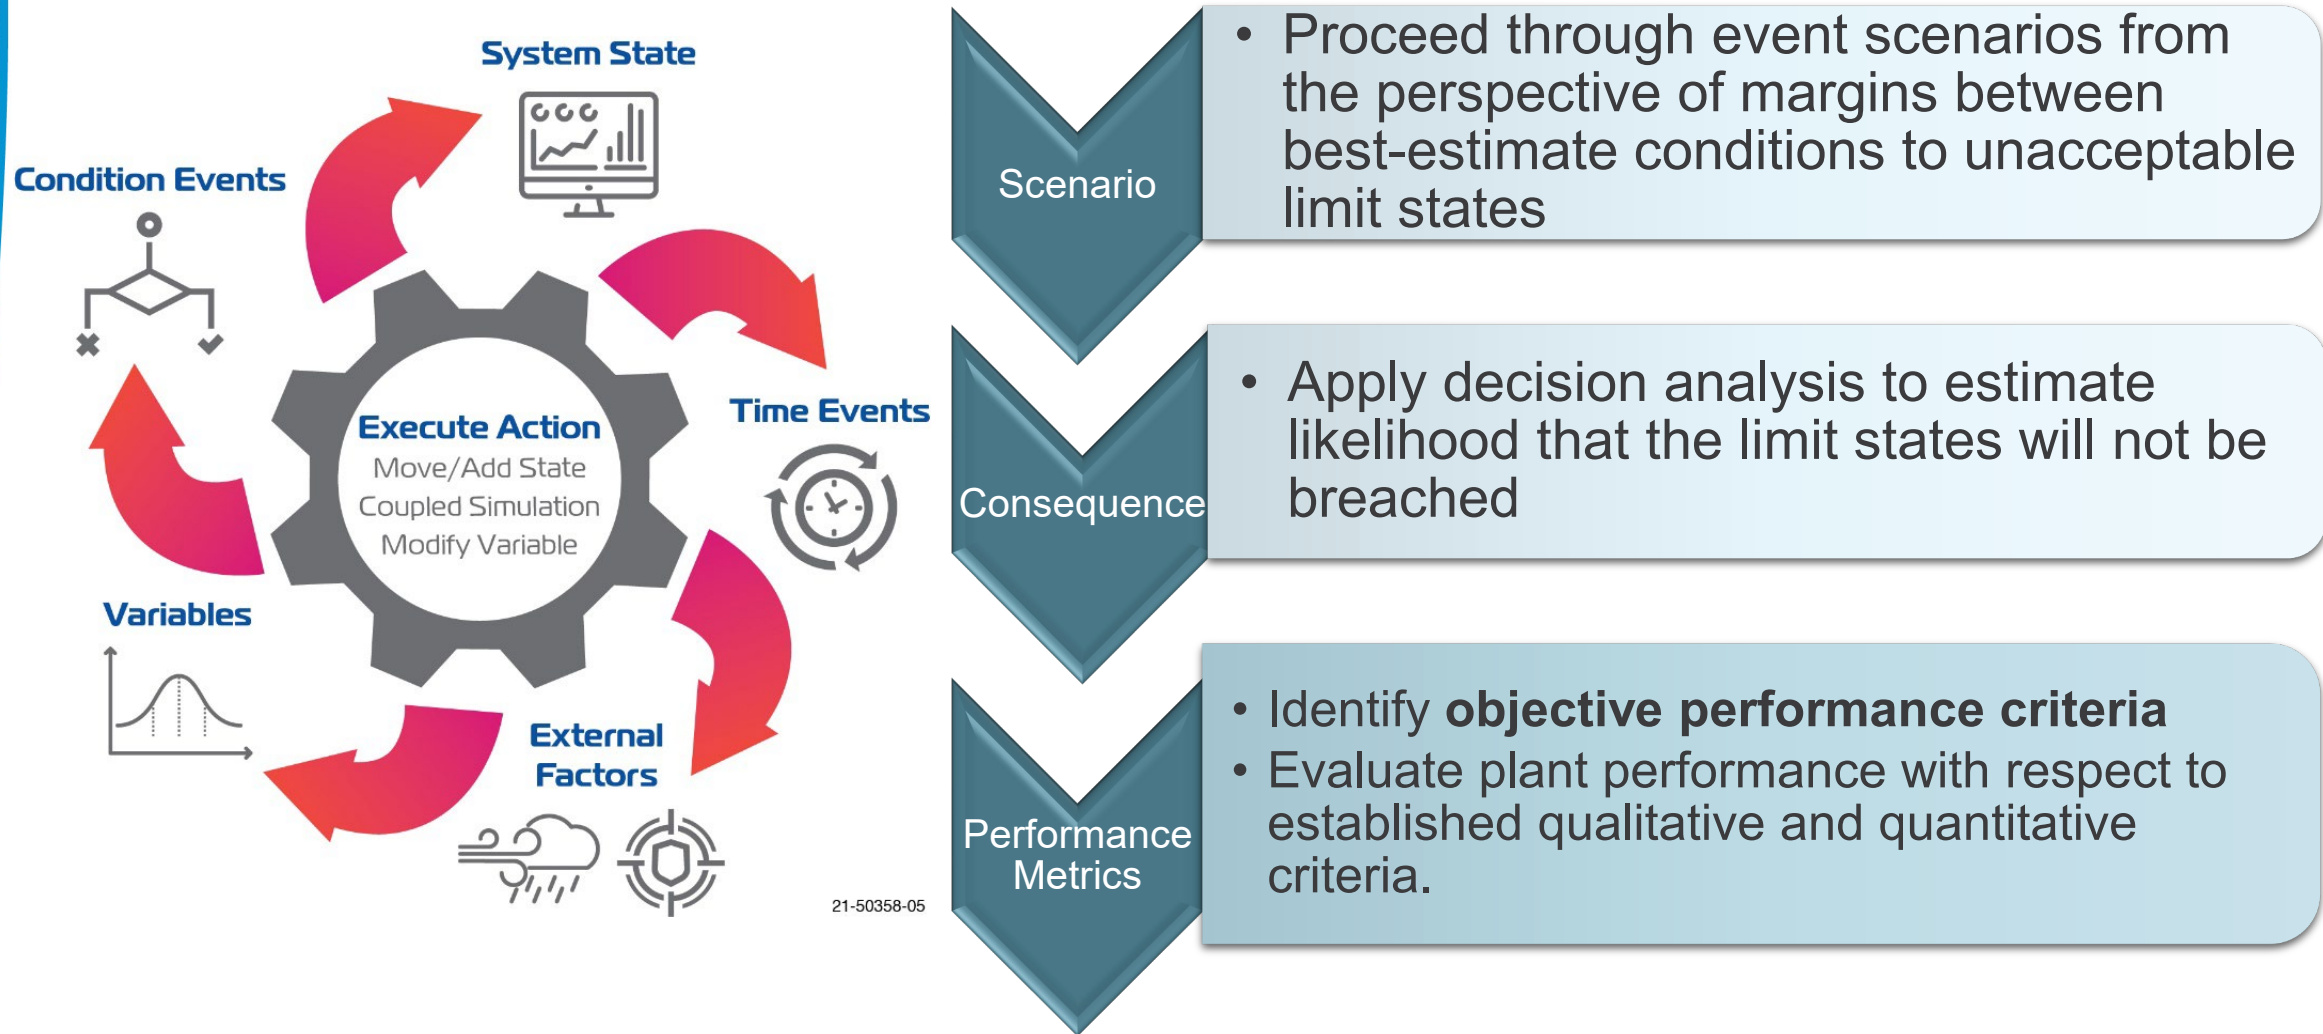 System State
Condition Events
Time Events
Execute Action
Move/Add State
Coupled Simulation
Modify Variable
Variables
External
Factors
21-50358-05
Scenario
• Proceed through event scenarios from
the perspective of margins between
best-estimate conditions to unacceptable
limit states
Consequence
• Apply decision analysis to estimate
likelihood that the limit states will not be
breached
Performance
Metrics
• Identify objective performance criteria
• Evaluate plant performance with respect to
established qualitative and quantitative
criteria.